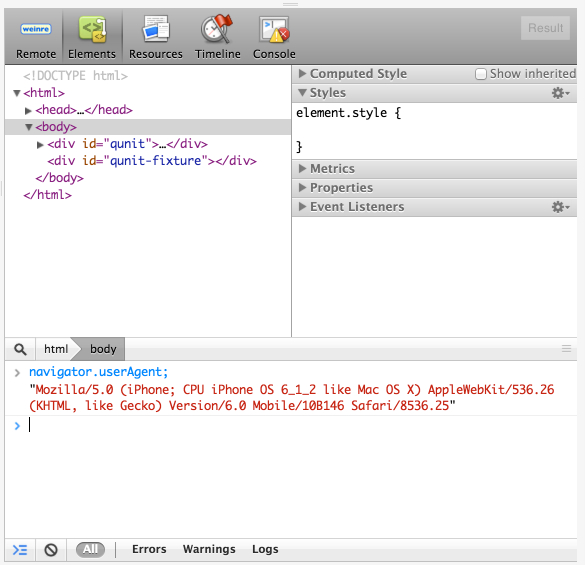 weinre
Remote Elements Resources Timeline Console Result
<!DOCTYPE html>
<html>
<head>…</head>
<body>
<div id="qunit">…</div>
<div id="qunit-fixture"></div>
</body>
</html>
Computed Style Show inherited
Styles
element.style {
}
Metrics
Properties
Event Listeners
html body
> navigator.userAgent;
"Mozilla/5.0 (iPhone; CPU iPhone OS 6_1_2 like Mac OS X) AppleWebKit/536.26
(KHTML, like Gecko) Version/6.0 Mobile/10B146 Safari/8536.25"
>
All Errors Warnings Logs